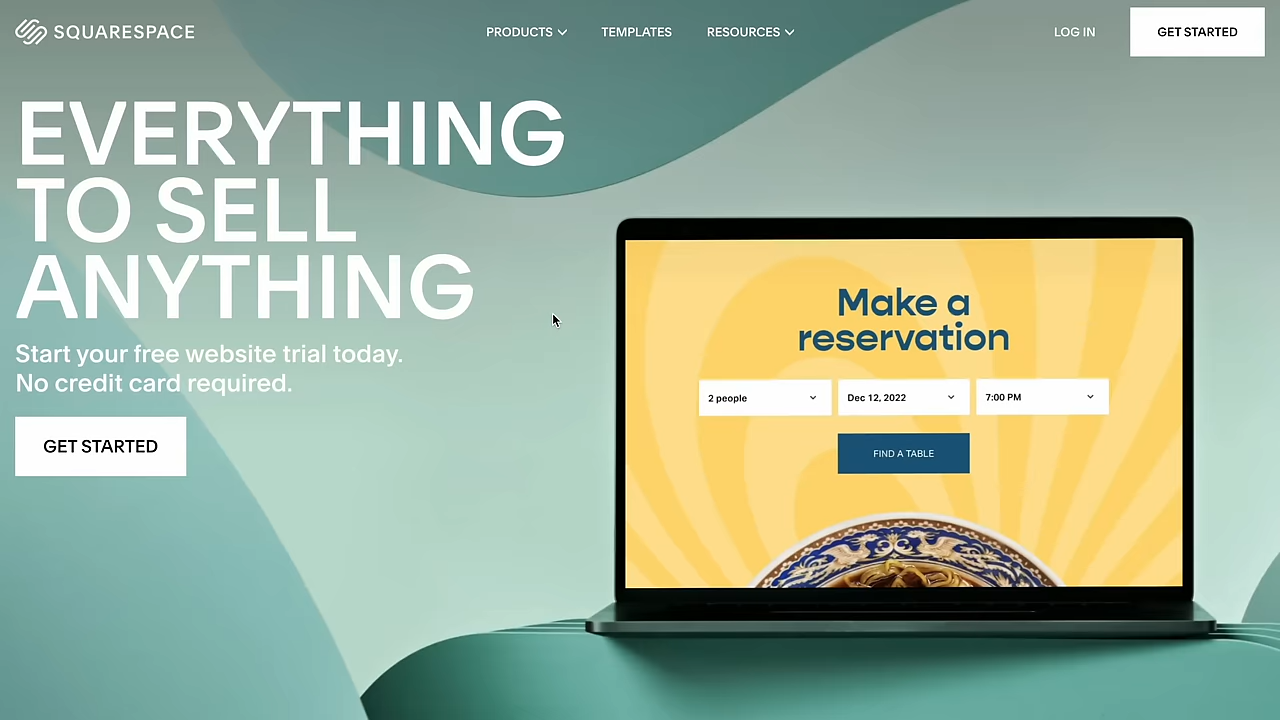 SQUARESPACE
PRODUCTS
TEMPLATES
RESOURCES
LOG IN
GET STARTED
EVERYTHING
TO SELL
ANYTHING
Start your free website trial today.
No credit card required.
GET STARTED
Make a
reservation
2 people
Dec 12, 2022
7:00 PM
FIND A TABLE